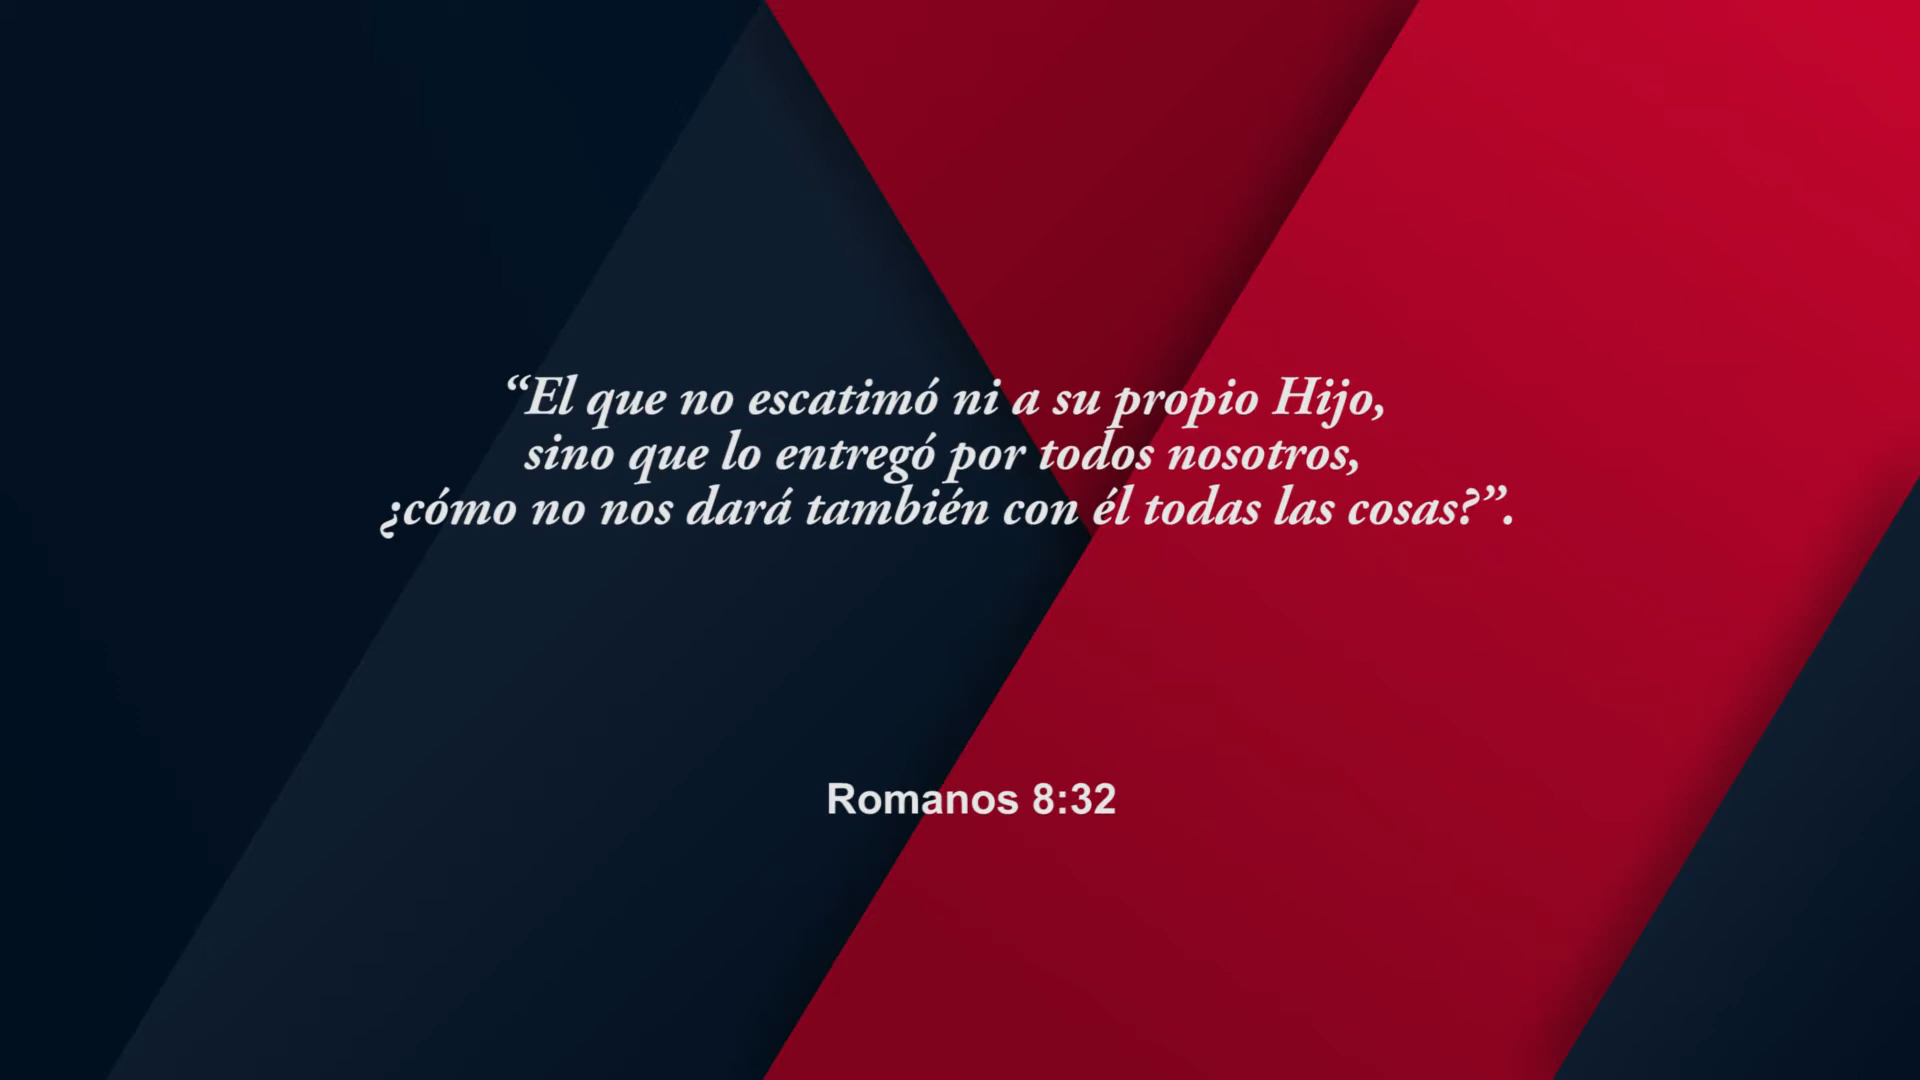 “El que no escatimó ni a su propio Hijo,
sino que lo entregó por todos nosotros,
¿cómo no nos dará también con él todas las cosas?”.
Romanos 8:32